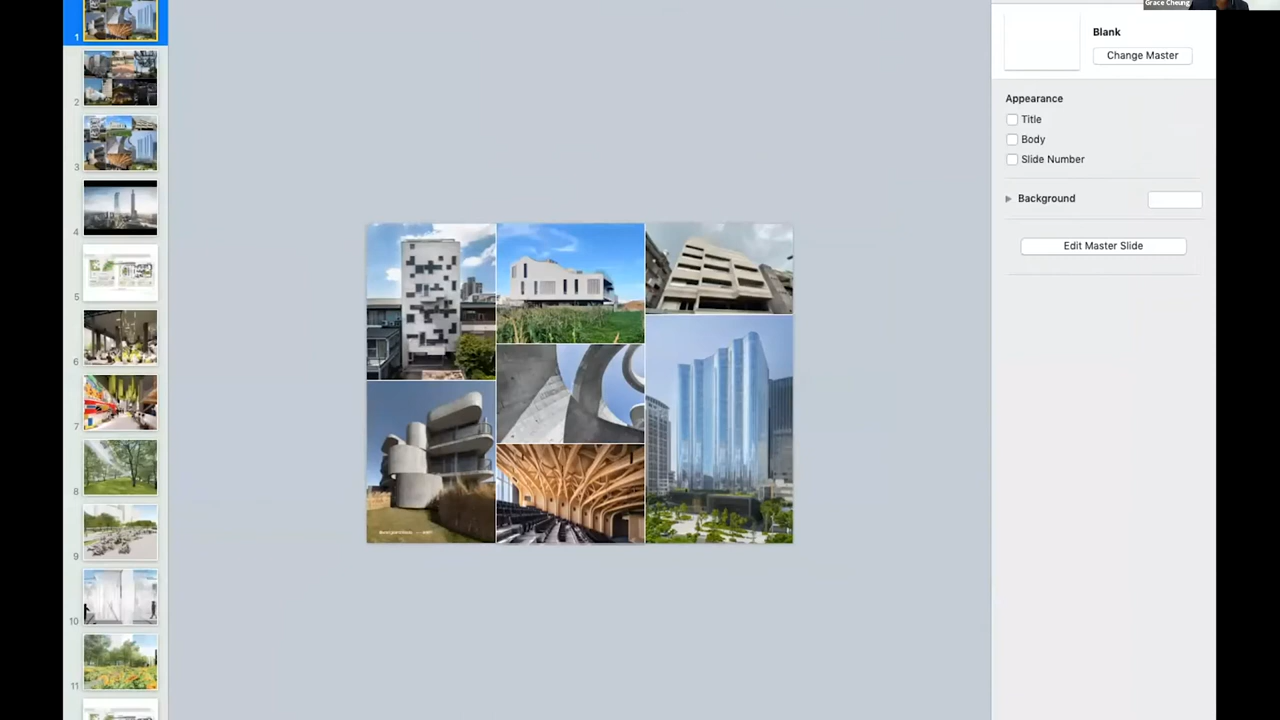 Grace Cheung
1
2
3
4
5
6
7
8
9
10
11
Blank
Change Master
Appearance
Title
Body
Slide Number
Background
Edit Master Slide